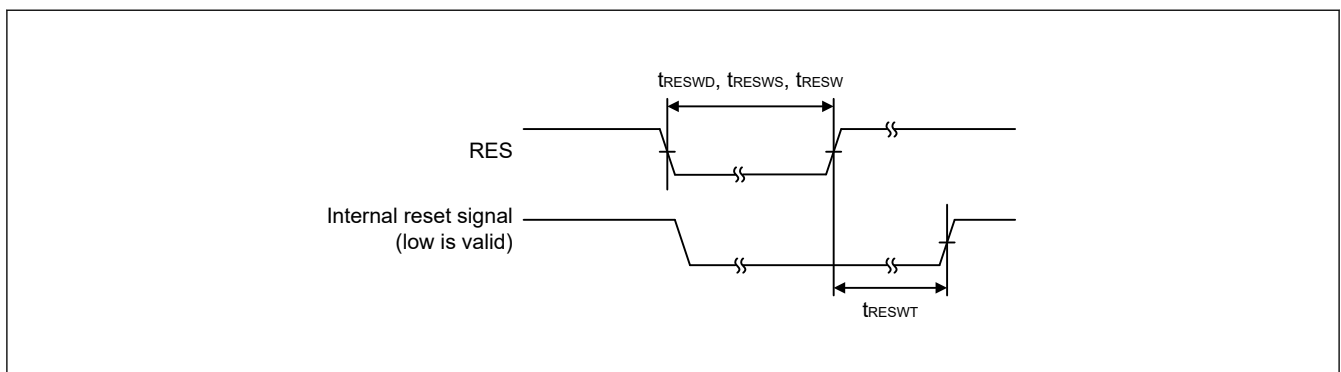 tRESWD, tRESWS, tRESW
RES
Internal reset signal
(low is valid)
tRESWT